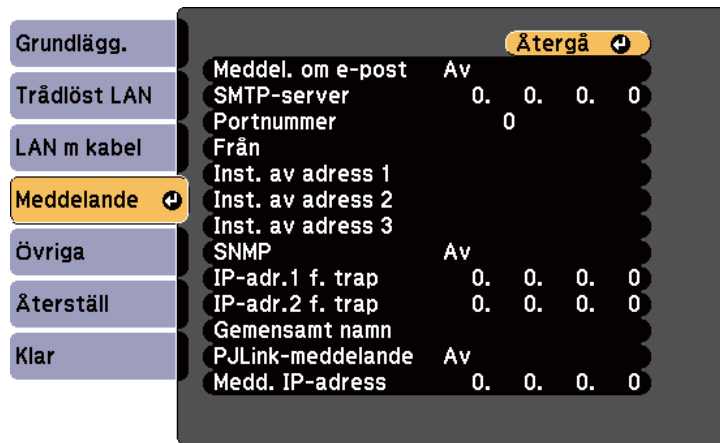 Grundlägg.
Trådlöst LAN
LAN m kabel
Meddelande
Övriga
Återställ
Klar
Återgå
Meddel. om e-post Av
SMTP-server 0. 0. 0. 0
Portnummer 0
Från
Inst. av adress 1
Inst. av adress 2
Inst. av adress 3
SNMP Av
IP-adr.1 f. trap 0. 0. 0. 0
IP-adr.2 f. trap 0. 0. 0. 0
Gemensamt namn
PJLink-meddelande Av
Medd. IP-adress 0. 0. 0. 0